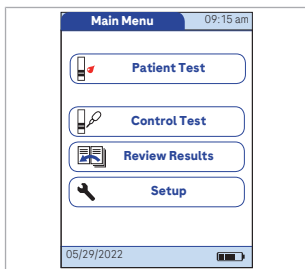 Main Menu 09:15 am
Patient Test
Control Test
Review Results
Setup
05/29/2022